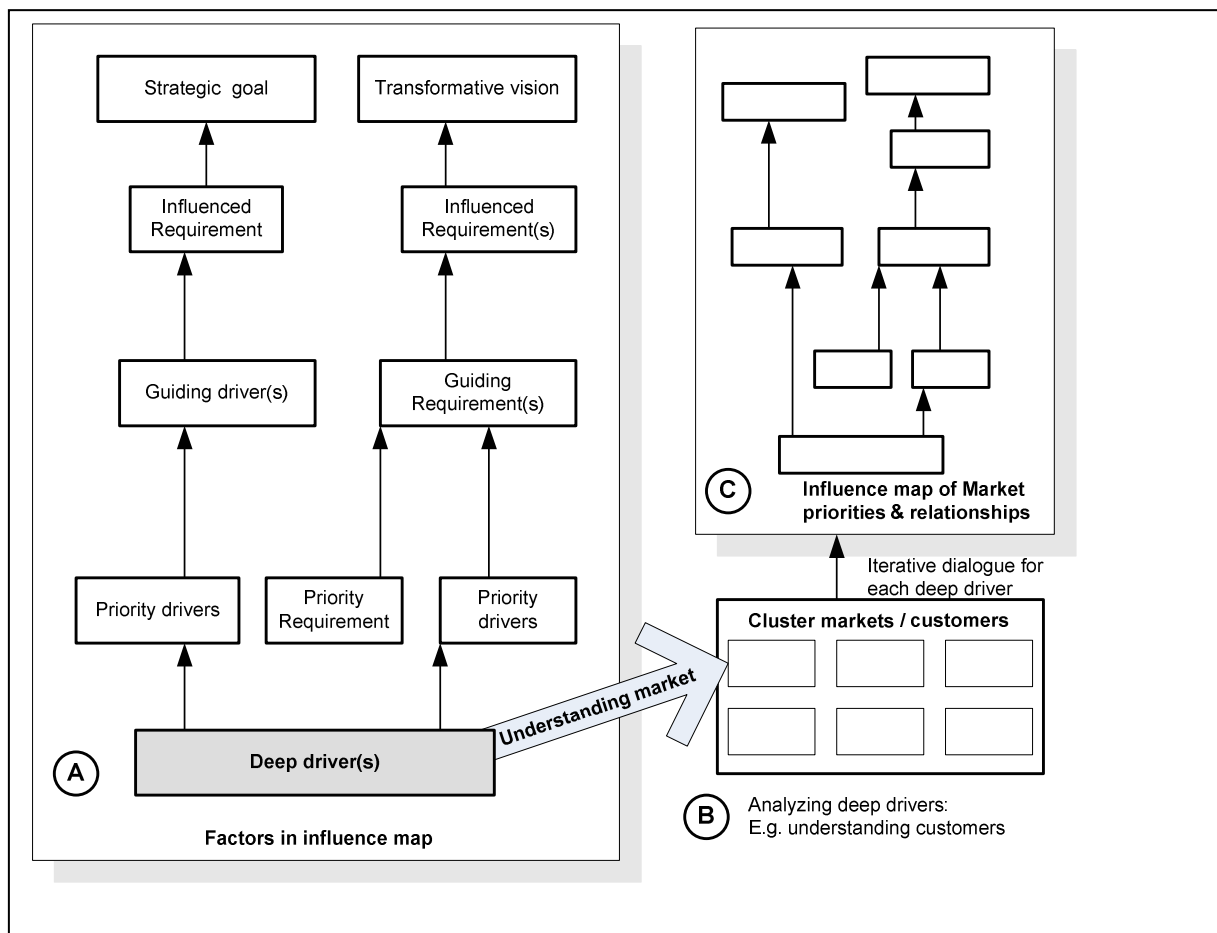 Strategic goal
Transformative vision
Influenced
Requirement
Influenced
Requirement(s)
Guiding driver(s)
Guiding
Requirement(s)
Priority drivers
Priority
Requirement
Priority
drivers
Deep driver(s)
A
Factors in influence map
Understanding market
C
Influence map of Market
priorities & relationships
Iterative dialogue for
each deep driver
Cluster markets / customers
B
Analyzing deep drivers:
E.g. understanding customers